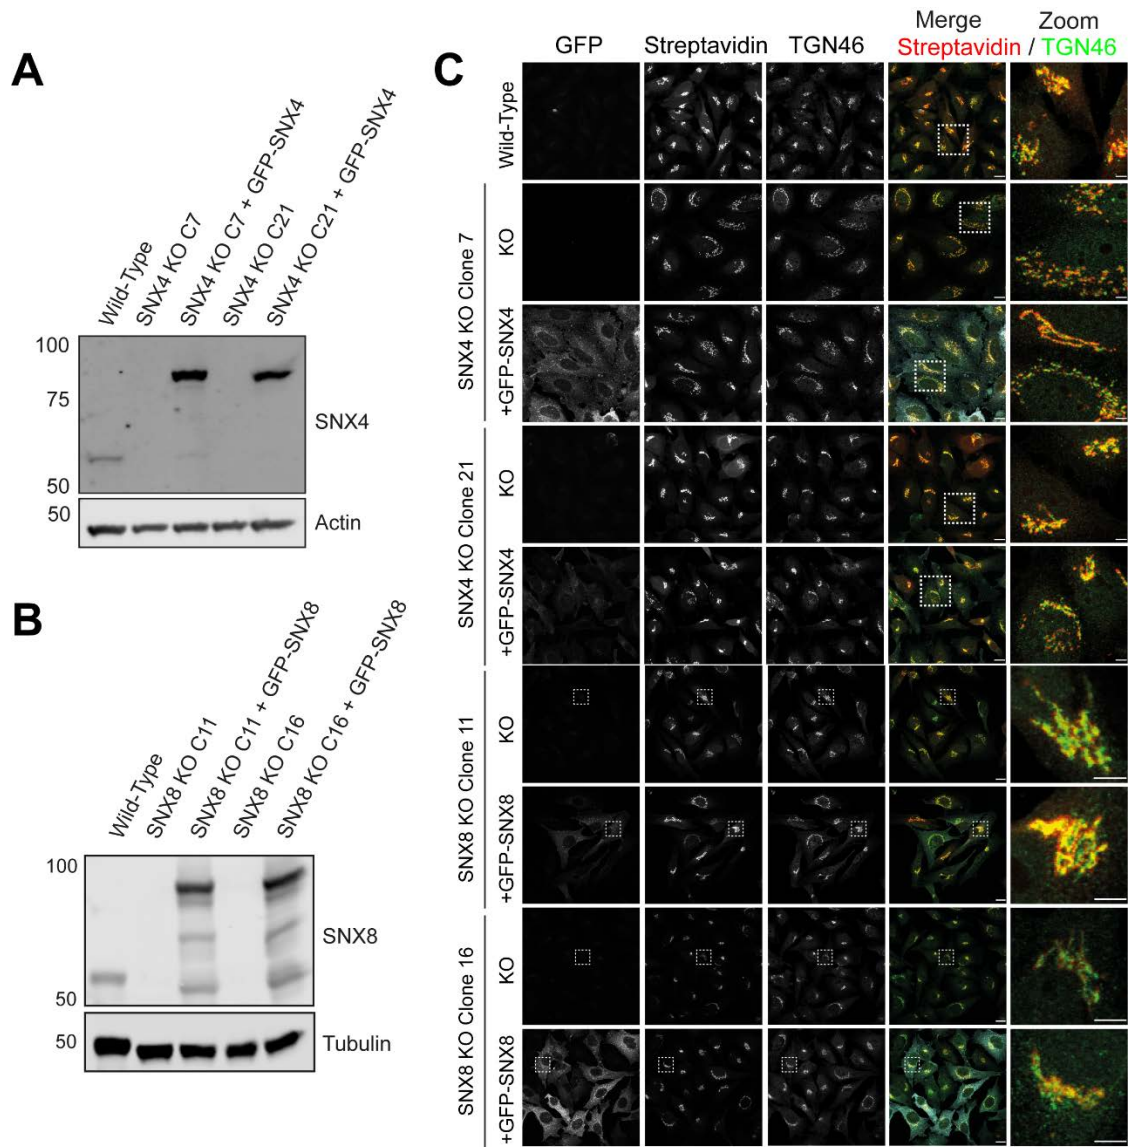 A
Wild-Type
SNX4 KO C7
SNX4 KO C7 + GFP-SNX4
SNX4 KO C21
SNX4 KO C21 + GFP-SNX4
100
75
50
SNX4
50
Actin
B
Wild-Type
SNX8 KO C11
SNX8 KO C11 + GFP-SNX8
SNX8 KO C16
SNX8 KO C16 + GFP-SNX8
100
50
SNX8
50
Tubulin
C
Merge Zoom
GFP Streptavidin TGN46 Streptavidin / TGN46
Wild-Type
SNX4 KO Clone 7
KO
+GFP-SNX4
SNX4 KO Clone 21
KO
+GFP-SNX4
SNX8 KO Clone 11
KO
+GFP-SNX8
SNX8 KO Clone 16
KO
+GFP-SNX8